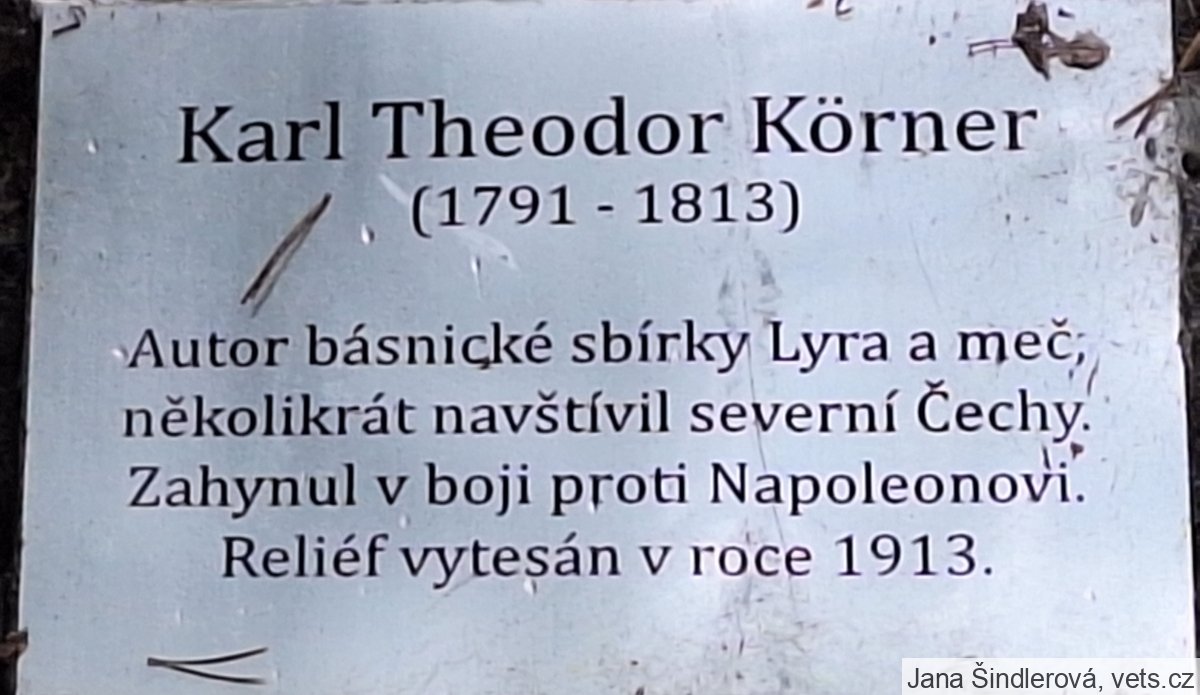 Karl Theodor Körner
(1791 - 1813)
Autor básnické sbírky Lyra a meč,
několikrát navštívil severní Čechy.
Zahynul v boji proti Napoleonovi.
Reliéf vytesán v roce 1913.
Jana Šindlerová, vets.cz